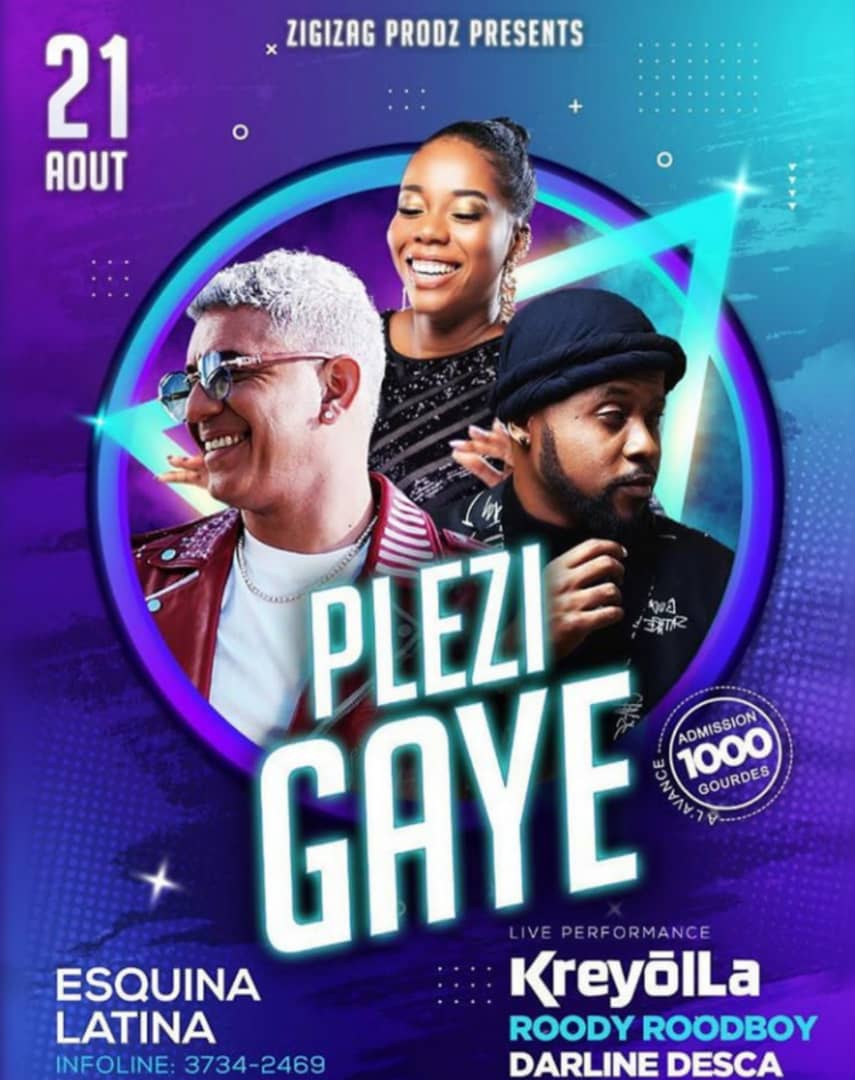 ZIGIZAG PRODZ PRESENTS
21
AOUT
PLEZI
GAYE
ADMISSION
1000
GOURDES
A L'AVANCE
ESQUINA
LATINA
INFOLINE: 3734-2469
LIVE PERFORMANCE
KreyōlLa
ROODY ROODBOY
DARLINE DESCA